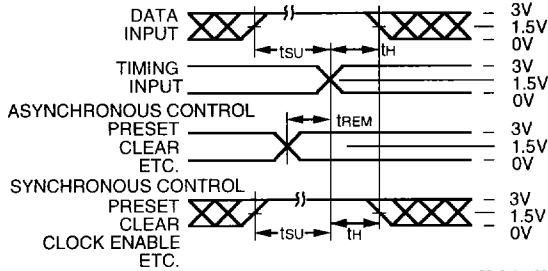 DATA INPUT
3V
1.5V
0V
tSU
tH
TIMING INPUT
3V
1.5V
0V
ASYNCHRONOUS CONTROL
PRESET
CLEAR
ETC.
tREM
3V
1.5V
0V
SYNCHRONOUS CONTROL
PRESET
CLEAR
CLOCK ENABLE
ETC.
tSU
tH
3V
1.5V
0V